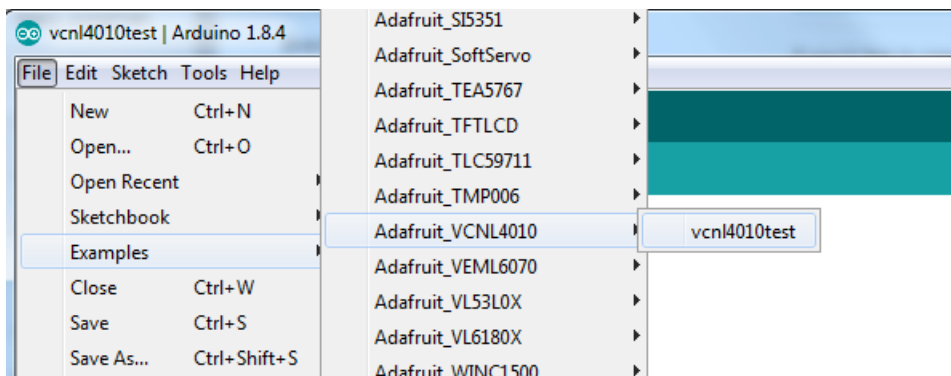 vcnl4010test | Arduino 1.8.4
File Edit Sketch Tools Help
New Ctrl+N
Open... Ctrl+O
Open Recent
Sketchbook
Examples
Close Ctrl+W
Save Ctrl+S
Save As... Ctrl+Shift+S
Adafruit_SI5351
Adafruit_SoftServo
Adafruit_TEA5767
Adafruit_TFTLCD
Adafruit_TLC59711
Adafruit_TMP006
Adafruit_VCNL4010
Adafruit_VEML6070
Adafruit_VL53L0X
Adafruit_VL6180X
Adafruit_WINC1500
vcnl4010test